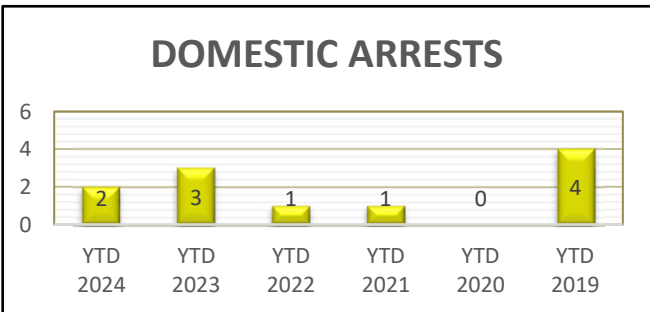 DOMESTIC ARRESTS
6
4
2
0
2 3 1 1 0 4
YTD YTD YTD YTD YTD YTD
2024 2023 2022 2021 2020 2019